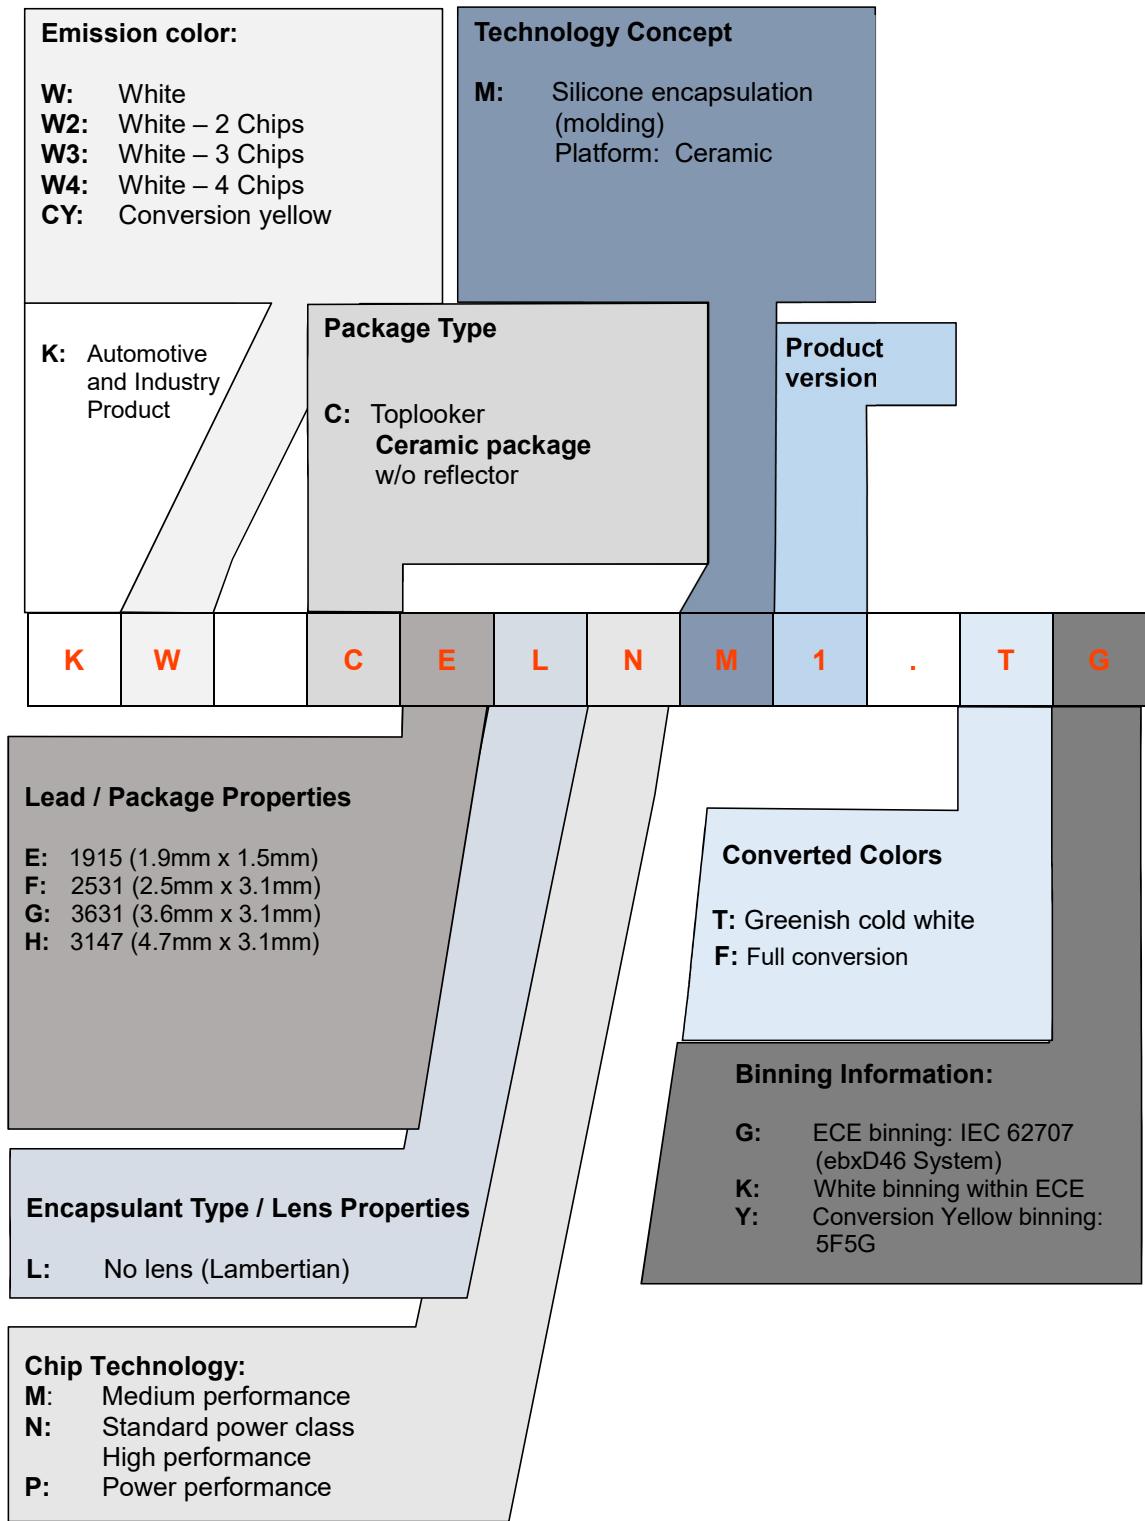 Emission color:
W: White
W2: White – 2 Chips
W3: White – 3 Chips
W4: White – 4 Chips
CY: Conversion yellow
Technology Concept
M: Silicone encapsulation
(molding)
Platform: Ceramic
K: Automotive
and Industry
Product
Package Type
C: Toplooker
Ceramic package
w/o reflector
Product
version
K W C E L N M 1 . T G
Lead / Package Properties
E: 1915 (1.9mm x 1.5mm)
F: 2531 (2.5mm x 3.1mm)
G: 3631 (3.6mm x 3.1mm)
H: 3147 (4.7mm x 3.1mm)
Converted Colors
T: Greenish cold white
F: Full conversion
Binning Information:
G: ECE binning: IEC 62707
(ebxD46 System)
K: White binning within ECE
Y: Conversion Yellow binning:
5F5G
Encapsulant Type / Lens Properties
L: No lens (Lambertian)
Chip Technology:
M: Medium performance
N: Standard power class
High performance
P: Power performance